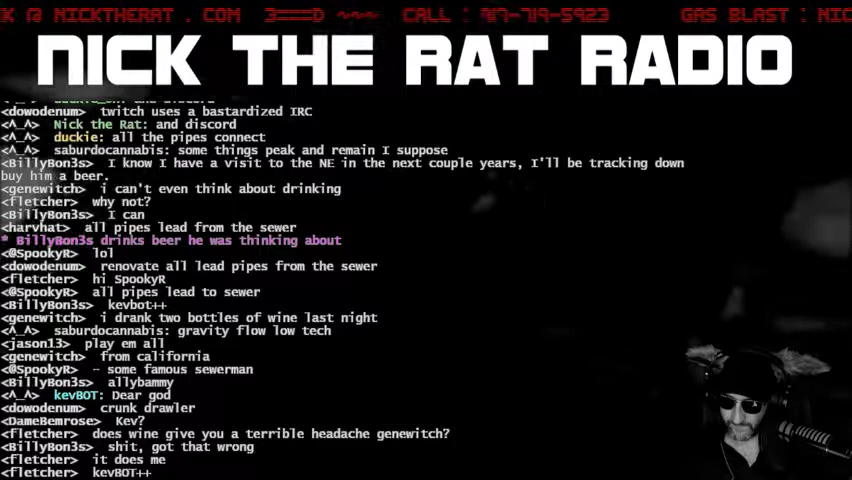 K @ NICKTHERAT . COM 3===D ~~~ CALL : 917-719-5923 GAS BLAST : NIC
NICK THE RAT RADIO
<dowodenum> twitch uses a bastardized IRC
<^_^> Nick the Rat: and discord
<^_^> duckie: all the pipes connect
<^_^> saburdocannabis: some things peak and remain I suppose
<BillyBon3s> I know I have a visit to the NE in the next couple years, I'll be tracking down
buy him a beer.
<genewitch> i can't even think about drinking
<fletcher> why not?
<BillyBon3s> I can
<harvhat> all pipes lead from the sewer
* BillyBon3s drinks beer he was thinking about
<@SpookyR> lol
<dowodenum> renovate all lead pipes from the sewer
<fletcher> hi SpookyR
<@SpookyR> all pipes lead to sewer
<BillyBon3s> kevbot++
<genewitch> i drank two bottles of wine last night
<^_^> saburdocannabis: gravity flow low tech
<jason13> play em all
<genewitch> from california
<@SpookyR> ~ some famous sewerman
<BillyBon3s> allybammy
<^_^> kevBOT: Dear god
<dowodenum> crunk drawler
<DameBemrose> Kev?
<fletcher> does wine give you a terrible headache genewitch?
<BillyBon3s> shit, got that wrong
<fletcher> it does me
<fletcher> kevBOT++